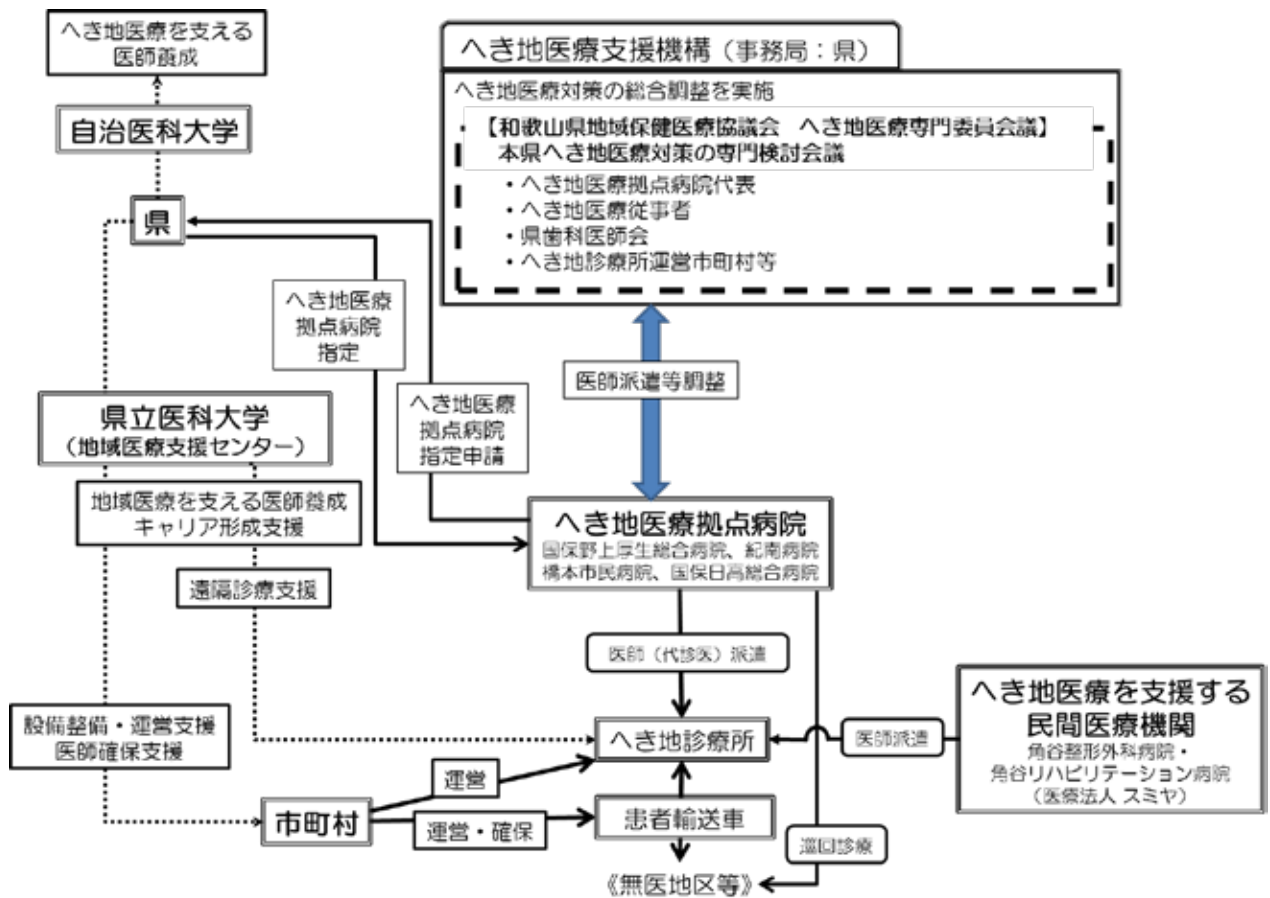 へき地医療を支える
医師養成
自治医科大学
県
へき地医療支援機構（事務局：県）
へき地医療対策の総合調整を実施
【和歌山県地域保健医療協議会　へき地医療専門委員会議】
本県へき地医療対策の専門検討会議
・へき地医療拠点病院代表
・へき地医療従事者
・県歯科医師会
・へき地診療所運営市町村等
へき地医療
拠点病院
指定
へき地医療
拠点病院
指定申請
医師派遣等調整
県立医科大学
（地域医療支援センター）
地域医療を支える医師養成
キャリア形成支援
遠隔診療支援
へき地医療拠点病院
国保野上厚生総合病院、紀南病院
橋本市民病院、国保日高総合病院
医師（代診医）派遣
設備整備・運営支援
医師確保支援
へき地診療所
医師派遣
へき地医療を支援する
民間医療機関
角谷整形外科病院・
角谷リハビリテーション病院
（医療法人 スミヤ）
運営
市町村
運営・確保
患者輸送車
巡回診療
《無医地区等》